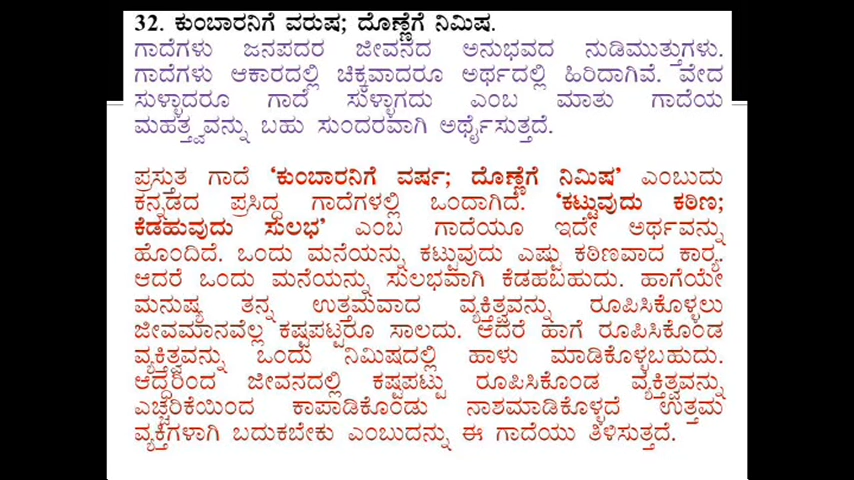 32. ಕುಂಬಾರನಿಗೆ ವರುಷ; ದೊಣ್ಣೆಗೆ ನಿಮಿಷ.
ಗಾದೆಗಳು ಜನಪದರ ಜೀವನದ ಅನುಭವದ ನುಡಿಮುತ್ತುಗಳು.
ಗಾದೆಗಳು ಆಕಾರದಲ್ಲಿ ಚಿಕ್ಕವಾದರೂ ಅರ್ಥದಲ್ಲಿ ಹಿರಿದಾಗಿವೆ. ವೇದ
ಸುಳ್ಳಾದರೂ ಗಾದೆ ಸುಳ್ಳಾಗದು ಎಂಬ ಮಾತು ಗಾದೆಯ
ಮಹತ್ತ್ವವನ್ನು ಬಹು ಸುಂದರವಾಗಿ ಅರ್ಥೈಸುತ್ತದೆ.
ಪ್ರಸ್ತುತ ಗಾದೆ ‘ಕುಂಬಾರನಿಗೆ ವರ್ಷ; ದೊಣ್ಣೆಗೆ ನಿಮಿಷ’ ಎಂಬುದು
ಕನ್ನಡದ ಪ್ರಸಿದ್ಧ ಗಾದೆಗಳಲ್ಲಿ ಒಂದಾಗಿದೆ. ‘ಕಟ್ಟುವುದು ಕಠಿಣ;
ಕೆಡಹುವುದು ಸುಲಭ’ ಎಂಬ ಗಾದೆಯೂ ಇದೇ ಅರ್ಥವನ್ನು
ಹೊಂದಿದೆ. ಒಂದು ಮನೆಯನ್ನು ಕಟ್ಟುವುದು ಎಷ್ಟು ಕಠಿಣವಾದ ಕಾರ‍್ಯ.
ಆದರೆ ಒಂದು ಮನೆಯನ್ನು ಸುಲಭವಾಗಿ ಕೆಡಹಬಹುದು. ಹಾಗೆಯೇ
ಮನುಷ್ಯ ತನ್ನ ಉತ್ತಮವಾದ ವ್ಯಕ್ತಿತ್ವವನ್ನು ರೂಪಿಸಿಕೊಳ್ಳಲು
ಜೀವಮಾನವೆಲ್ಲ ಕಷ್ಟಪಟ್ಟರೂ ಸಾಲದು. ಆದರೆ ಹಾಗೆ ರೂಪಿಸಿಕೊಂಡ
ವ್ಯಕ್ತಿತ್ವವನ್ನು ಒಂದು ನಿಮಿಷದಲ್ಲಿ ಹಾಳು ಮಾಡಿಕೊಳ್ಳಬಹುದು.
ಆದ್ದರಿಂದ ಜೀವನದಲ್ಲಿ ಕಷ್ಟಪಟ್ಟು ರೂಪಿಸಿಕೊಂಡ ವ್ಯಕ್ತಿತ್ವವನ್ನು
ಎಚ್ಚರಿಕೆಯಿಂದ ಕಾಪಾಡಿಕೊಂಡು ನಾಶಮಾಡಿಕೊಳ್ಳದೆ ಉತ್ತಮ
ವ್ಯಕ್ತಿಗಳಾಗಿ ಬದುಕಬೇಕು ಎಂಬುದನ್ನು ಈ ಗಾದೆಯು ತಿಳಿಸುತ್ತದೆ.